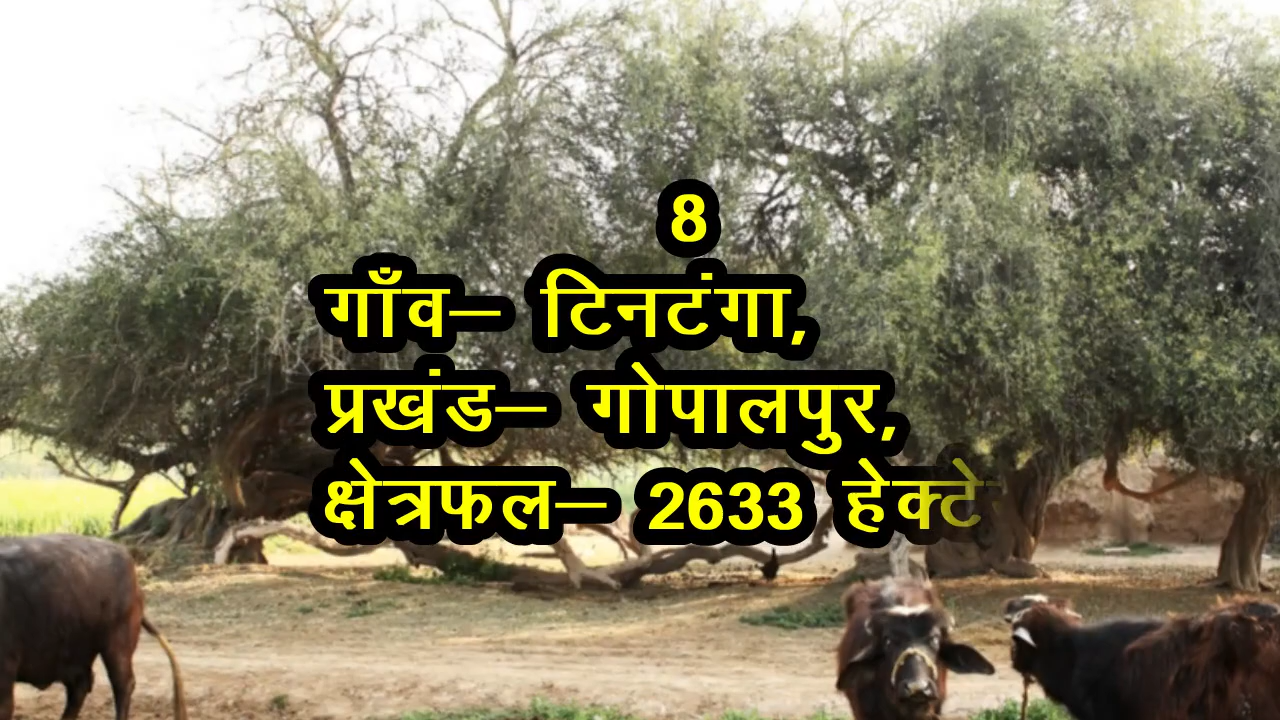 8
गाँव– टिनटंगा,
प्रखंड– गोपालपुर,
क्षेत्रफल– 2633 हेक्टे